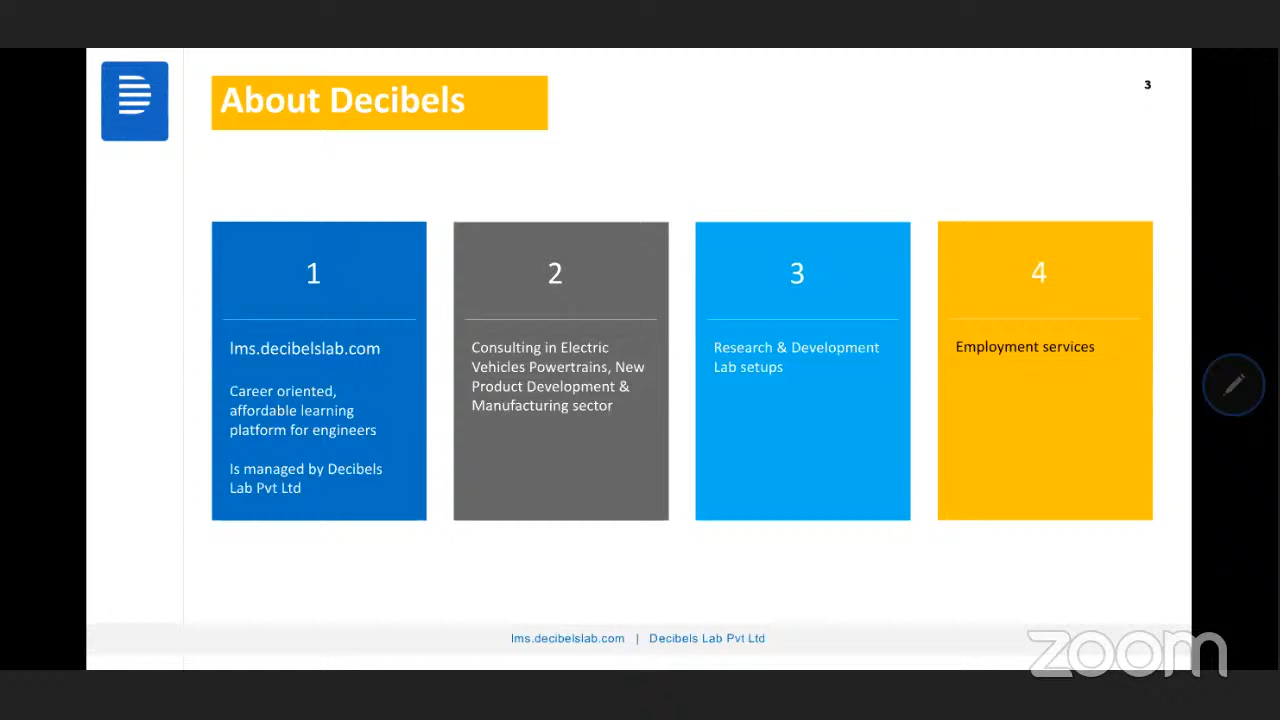 About Decibels
3
1
lms.decibelslab.com
Career oriented,
affordable learning
platform for engineers
Is managed by Decibels
Lab Pvt Ltd
2
Consulting in Electric
Vehicles Powertrains, New
Product Development &
Manufacturing sector
3
Research & Development
Lab setups
4
Employment services
lms.decibelslab.com | Decibels Lab Pvt Ltd
zoom